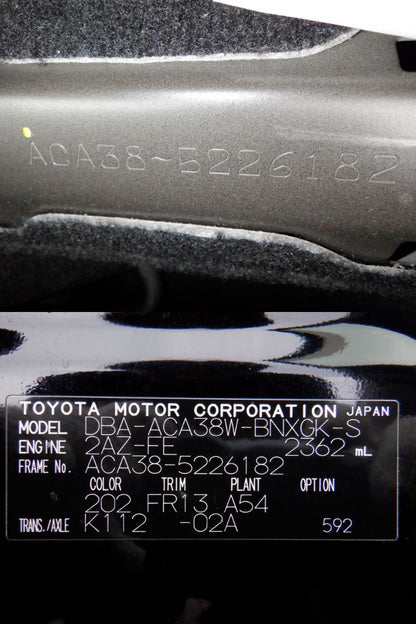 ACA38-5226182
TOYOTA MOTOR CORPORATION JAPAN
MODEL DBA-ACA38W-BNXGK-S
ENGINE 2AZ-FE 2362 mL
FRAME No. ACA38-5226182
COLOR TRIM PLANT OPTION
202 FR13 A54
TRANS./AXLE K112 -02A 592